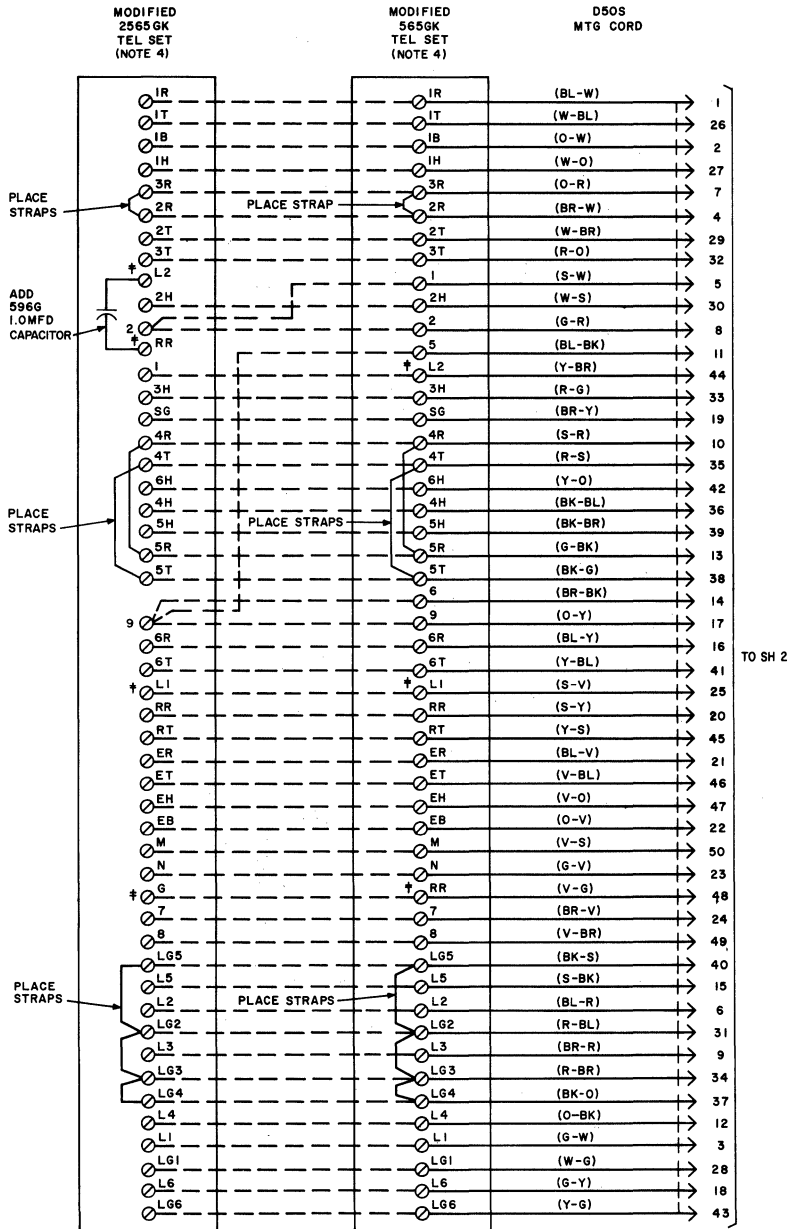 MODIFIED 2565GK TEL SET (NOTE 4)
MODIFIED 565GK TEL SET (NOTE 4)
D50S MTG CORD
1R 1R (BL-W) 1
1T 1T (W-BL) 26
1B 1B (O-W) 2
1H 1H (W-O) 27
3R 3R (O-R) 7
PLACE STRAPS
PLACE STRAP
2R 2R (BR-W) 4
2T 2T (W-BR) 29
3T 3T (R-O) 32
‡ L2 1 (S-W) 5
2H 2H (W-S) 30
ADD 596G 1.0MFD CAPACITOR
2 2 (G-R) 8
‡ RR 5 (BL-BK) 11
1 ‡ L2 (Y-BR) 44
3H 3H (R-G) 33
SG SG (BR-Y) 19
4R 4R (S-R) 10
4T 4T (R-S) 35
6H 6H (Y-O) 42
4H 4H (BK-BL) 36
PLACE STRAPS
PLACE STRAPS
5H 5H (BK-BR) 39
5R 5R (G-BK) 13
5T 5T (BK-G) 38
6 (BR-BK) 14
9 9 (O-Y) 17
6R 6R (BL-Y) 16
TO SH 2
6T 6T (Y-BL) 41
‡ L1 ‡ L1 (S-V) 25
RR RR (S-Y) 20
RT RT (Y-S) 45
ER ER (BL-V) 21
ET ET (V-BL) 46
EH EH (V-O) 47
EB EB (O-V) 22
M M (V-S) 50
N N (G-V) 23
‡ G ‡ RR (V-G) 48
7 7 (BR-V) 24
8 8 (V-BR) 49
LG5 LG5 (BK-S) 40
PLACE STRAPS
PLACE STRAPS
L5 L5 (S-BK) 15
L2 L2 (BL-R) 6
LG2 LG2 (R-BL) 31
L3 L3 (BR-R) 9
LG3 LG3 (R-BR) 34
LG4 LG4 (BK-O) 37
L4 L4 (O-BK) 12
L1 L1 (G-W) 3
LG1 LG1 (W-G) 28
L6 L6 (G-Y) 18
LG6 LG6 (Y-G) 43